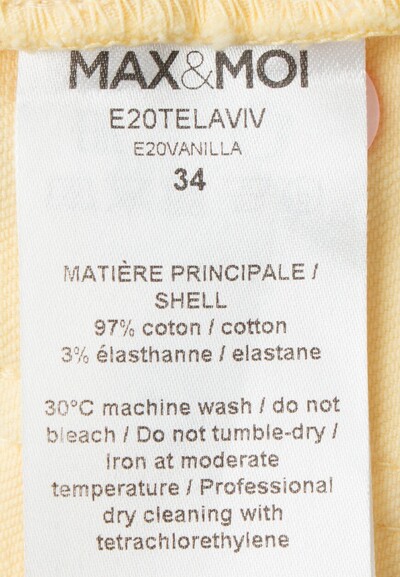 MAX&MOI
E20TELAVIV
E20VANILLA
34
MATIÈRE PRINCIPALE /
SHELL
97% coton / cotton
3% élasthanne / elastane
30°C machine wash / do not
bleach / Do not tumble-dry /
Iron at moderate
temperature / Professional
dry cleaning with
tetrachlorethylene